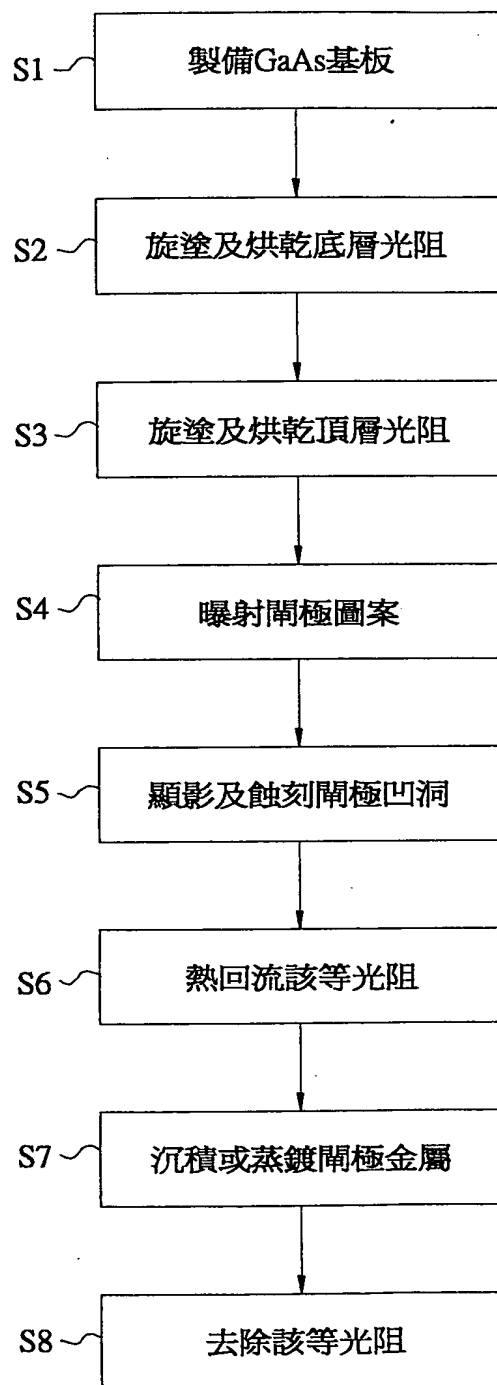 S1 製備GaAs基板
S2 旋塗及烘乾底層光阻
S3 旋塗及烘乾頂層光阻
S4 曝射閘極圖案
S5 顯影及蝕刻閘極凹洞
S6 熱回流該等光阻
S7 沉積或蒸鍍閘極金屬
S8 去除該等光阻